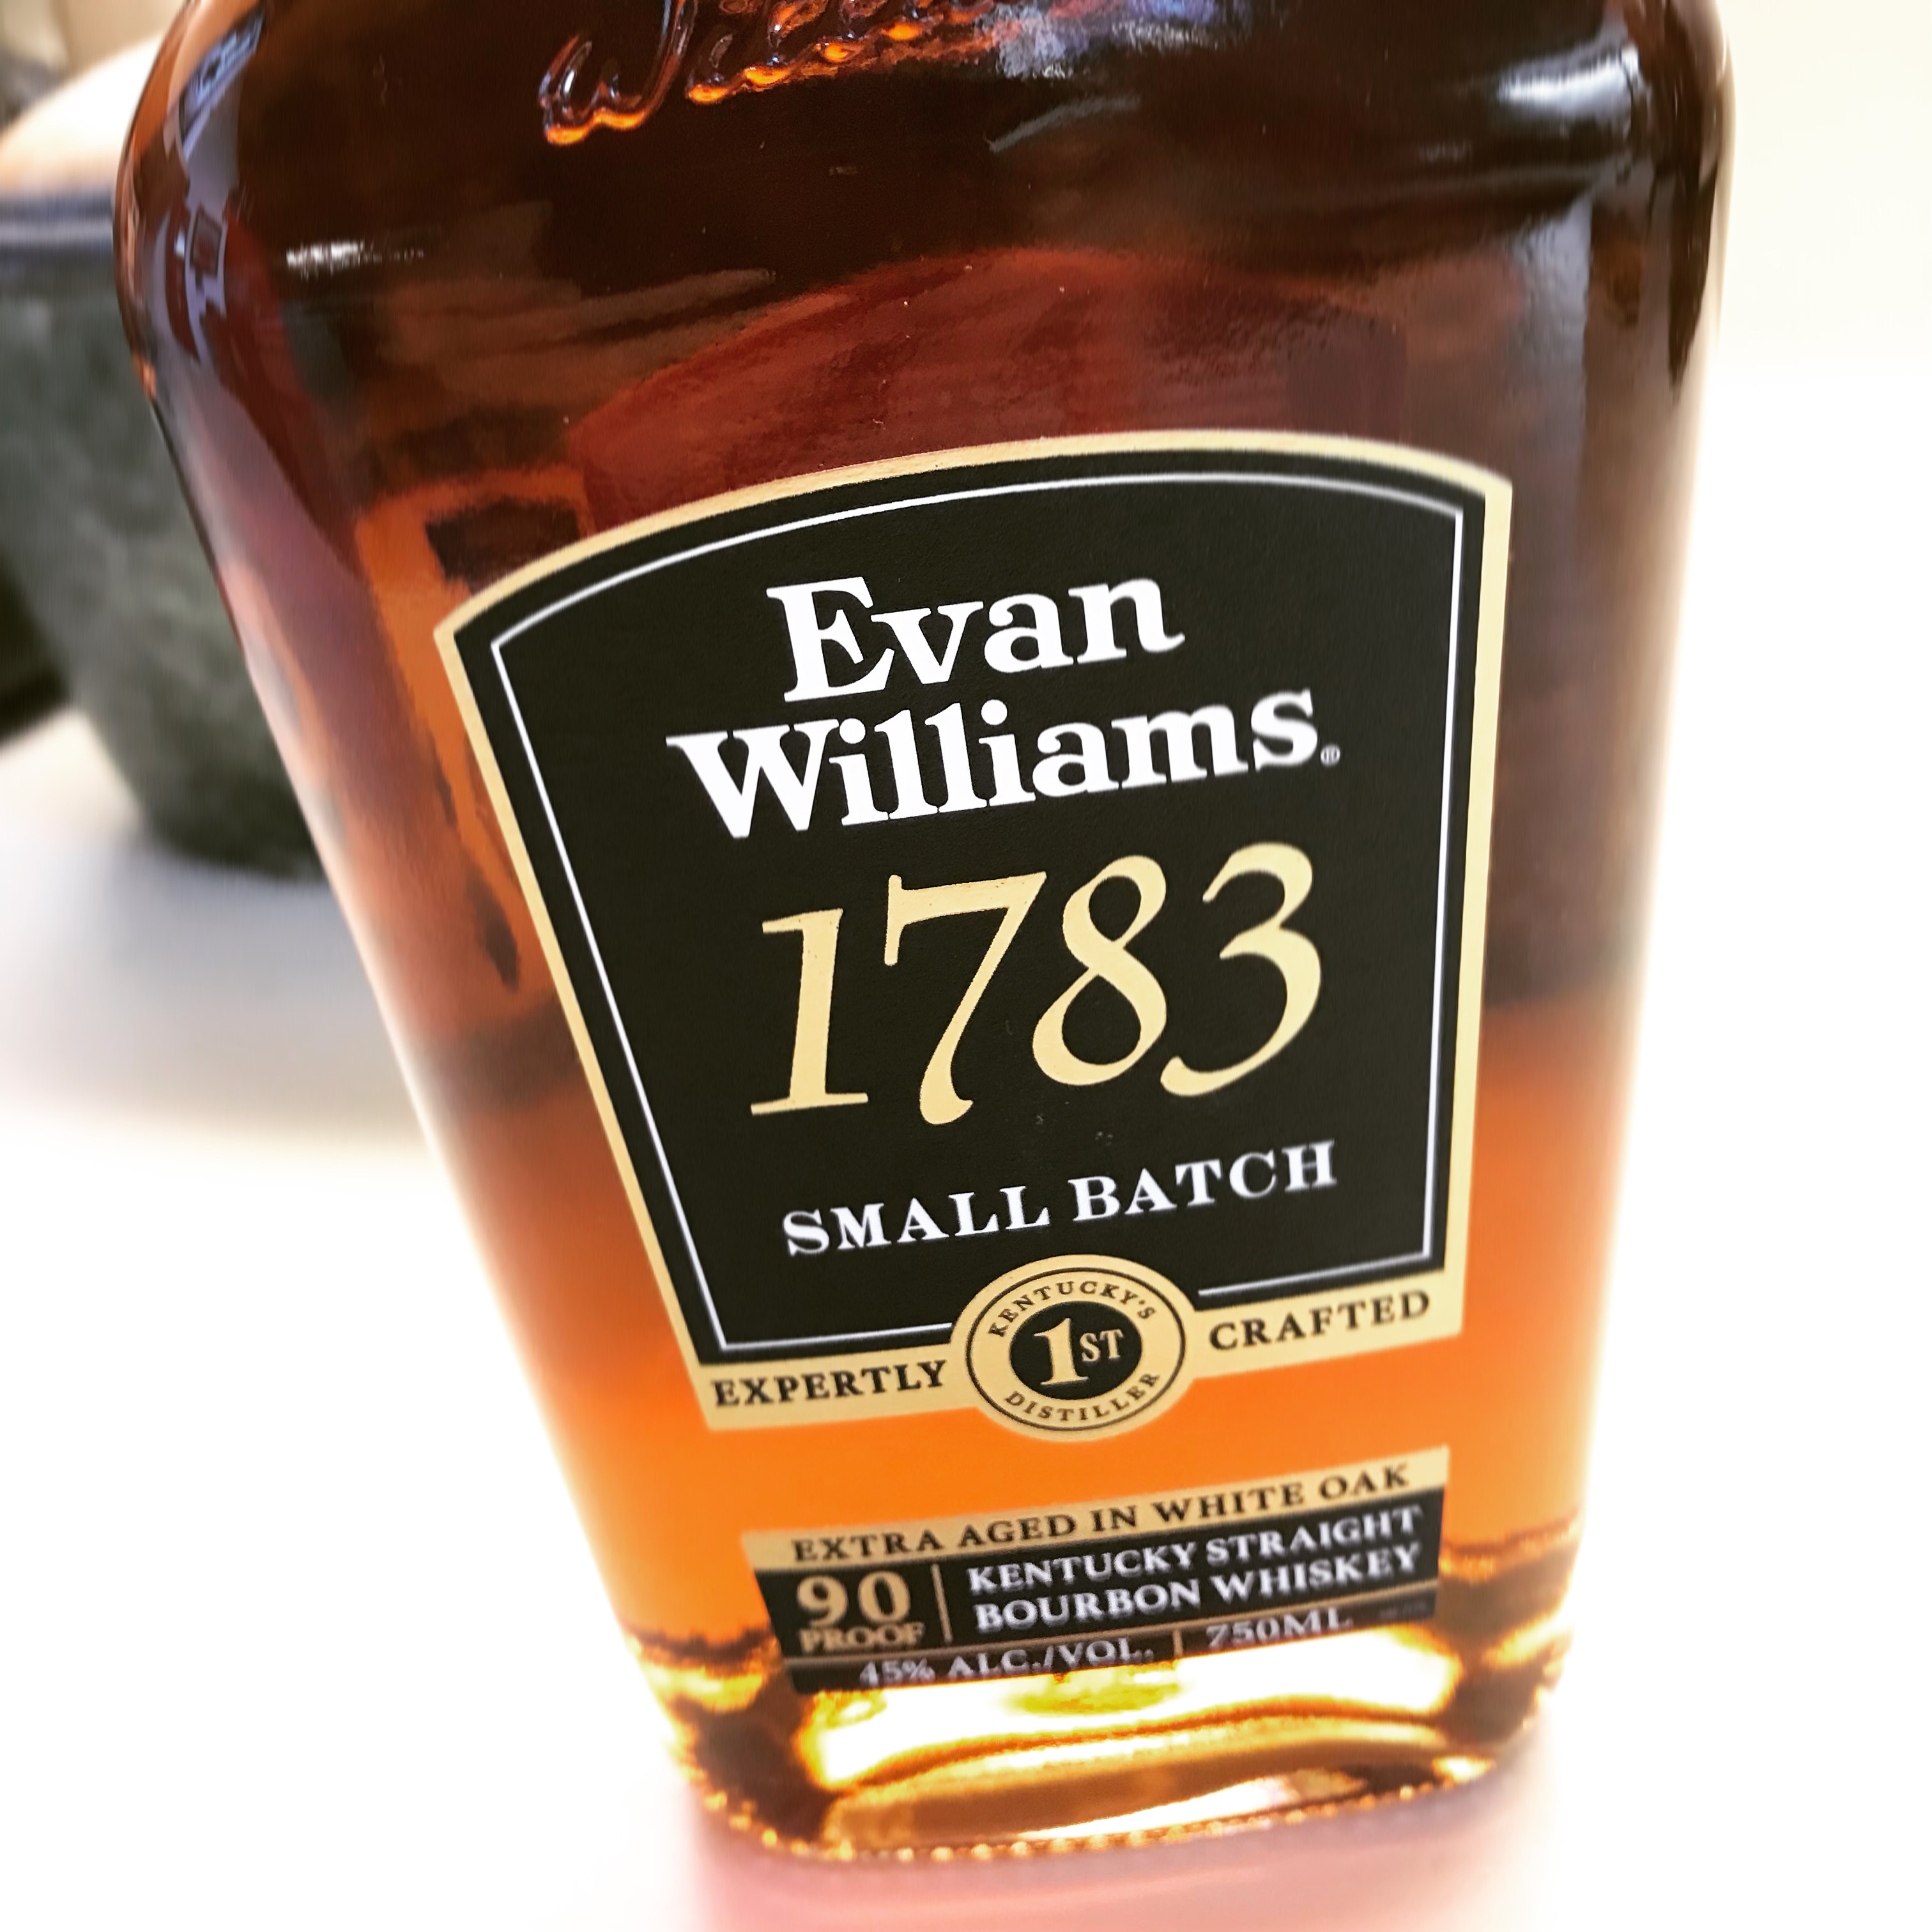 Evan
Williams®
1783
SMALL BATCH
EXPERTLY
KENTUCKY'S
1ST
DISTILLER
CRAFTED
EXTRA AGED IN WHITE OAK
90
PROOF
KENTUCKY STRAIGHT
BOURBON WHISKEY
45% ALC./VOL. | 750ML